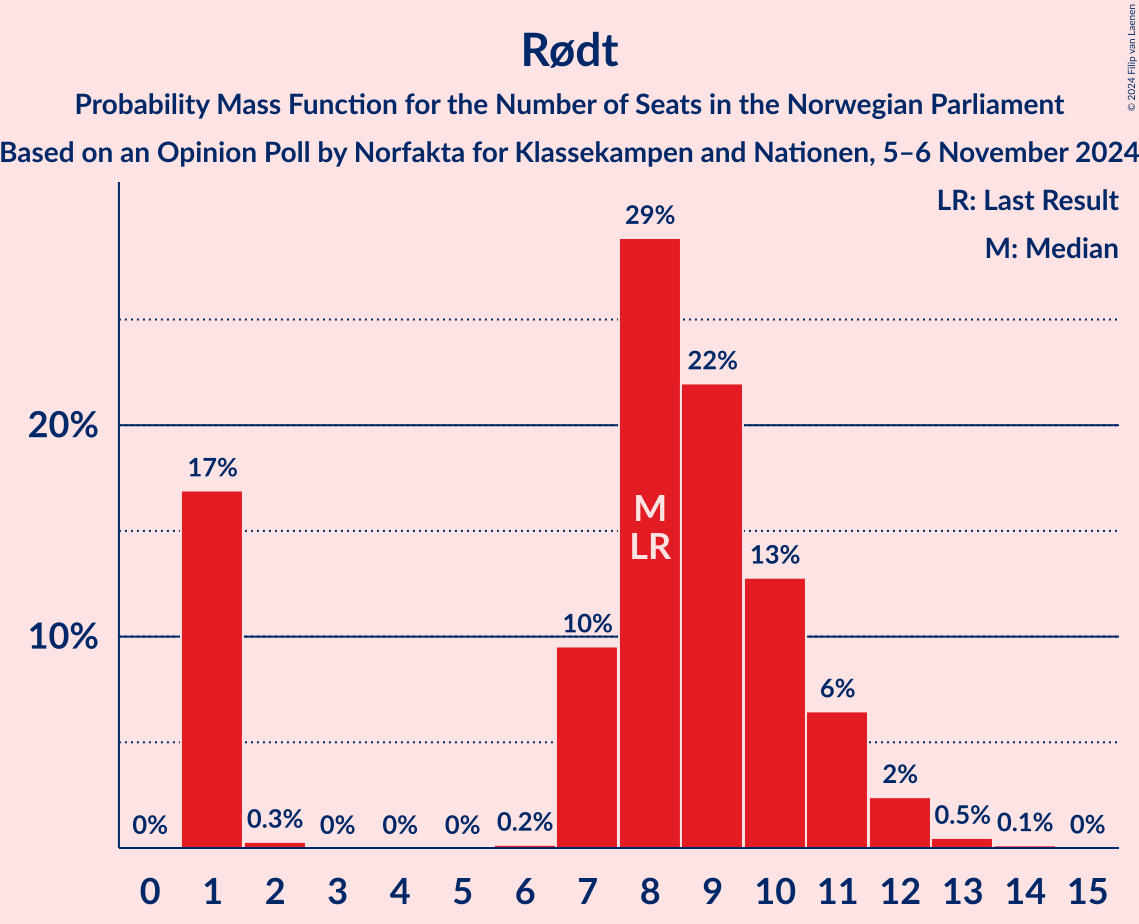 Rødt
Probability Mass Function for the Number of Seats in the Norwegian Parliament
Based on an Opinion Poll by Norfakta for Klassekampen and Nationen, 5–6 November 2024
© 2024 Filip van Laenen
LR: Last Result
M: Median
20%
10%
0%
17%
0.3%
0%
0%
0%
0.2%
10%
29%
22%
13%
6%
2%
0.5%
0.1%
0%
M
LR
0 1 2 3 4 5 6 7 8 9 10 11 12 13 14 15